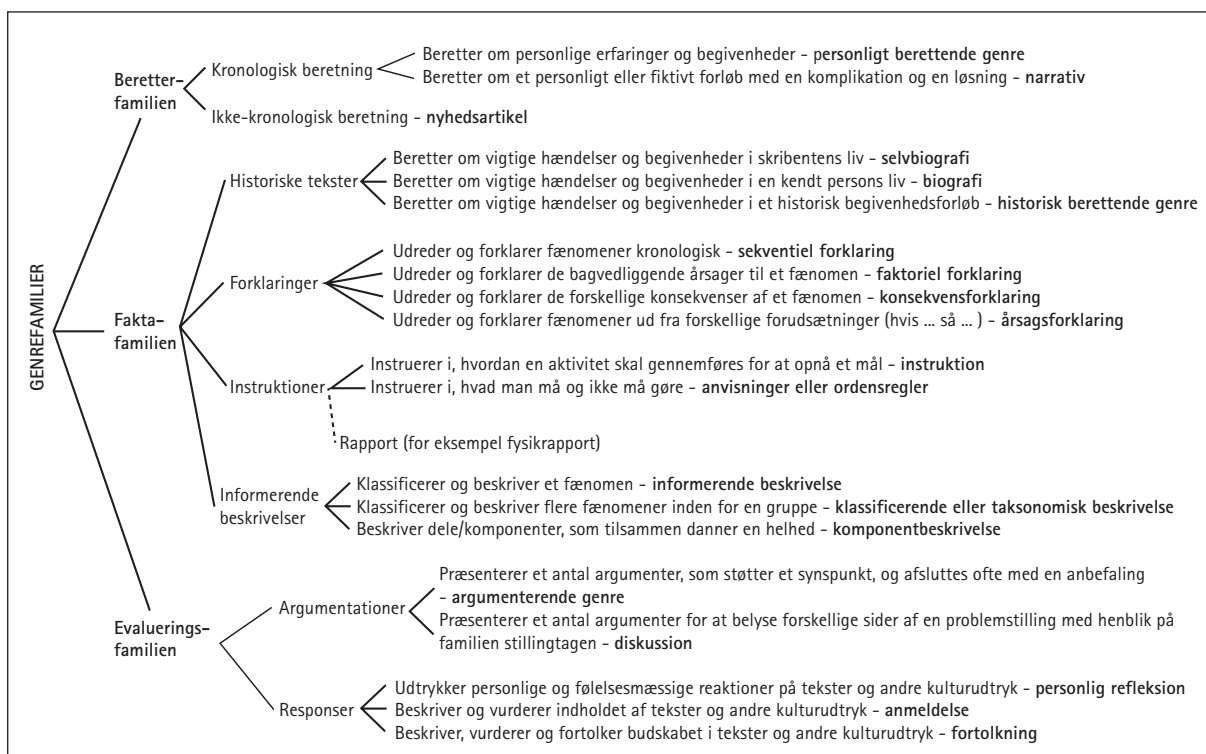 GENREFAMILIER
Beretter-
familien
Kronologisk beretning
Beretter om personlige erfaringer og begivenheder – personligt berettende genre
Beretter om et personligt eller fiktivt forløb med en komplikation og en løsning – narrativ
Ikke-kronologisk beretning – nyhedsartikel
Fakta-
familien
Historiske tekster
Beretter om vigtige hændelser og begivenheder i skribentens liv – selvbiografi
Beretter om vigtige hændelser og begivenheder i en kendt persons liv – biografi
Beretter om vigtige hændelser og begivenheder i et historisk begivenhedsforløb – historisk berettende genre
Forklaringer
Udreder og forklarer fænomener kronologisk – sekventiel forklaring
Udreder og forklarer de bagvedliggende årsager til et fænomen – faktoriel forklaring
Udreder og forklarer de forskellige konsekvenser af et fænomen – konsekvensforklaring
Udreder og forklarer fænomener ud fra forskellige forudsætninger (hvis ... så ... ) – årsagsforklaring
Instruktioner
Instruerer i, hvordan en aktivitet skal gennemføres for at opnå et mål – instruktion
Instruerer i, hvad man må og ikke må gøre – anvisninger eller ordensregler
Rapport (for eksempel fysikrapport)
Informerende
beskrivelser
Klassificerer og beskriver et fænomen – informerende beskrivelse
Klassificerer og beskriver flere fænomener inden for en gruppe – klassificerende eller taksonomisk beskrivelse
Beskriver dele/komponenter, som tilsammen danner en helhed – komponentbeskrivelse
Evaluerings-
familien
Argumentationer
Præsenterer et antal argumenter, som støtter et synspunkt, og afsluttes ofte med en anbefaling
– argumenterende genre
Præsenterer et antal argumenter for at belyse forskellige sider af en problemstilling med henblik på
familien stillingtagen – diskussion
Responser
Udtrykker personlige og følelsesmæssige reaktioner på tekster og andre kulturudtryk – personlig refleksion
Beskriver og vurderer indholdet af tekster og andre kulturudtryk – anmeldelse
Beskriver, vurderer og fortolker budskabet i tekster og andre kulturudtryk – fortolkning